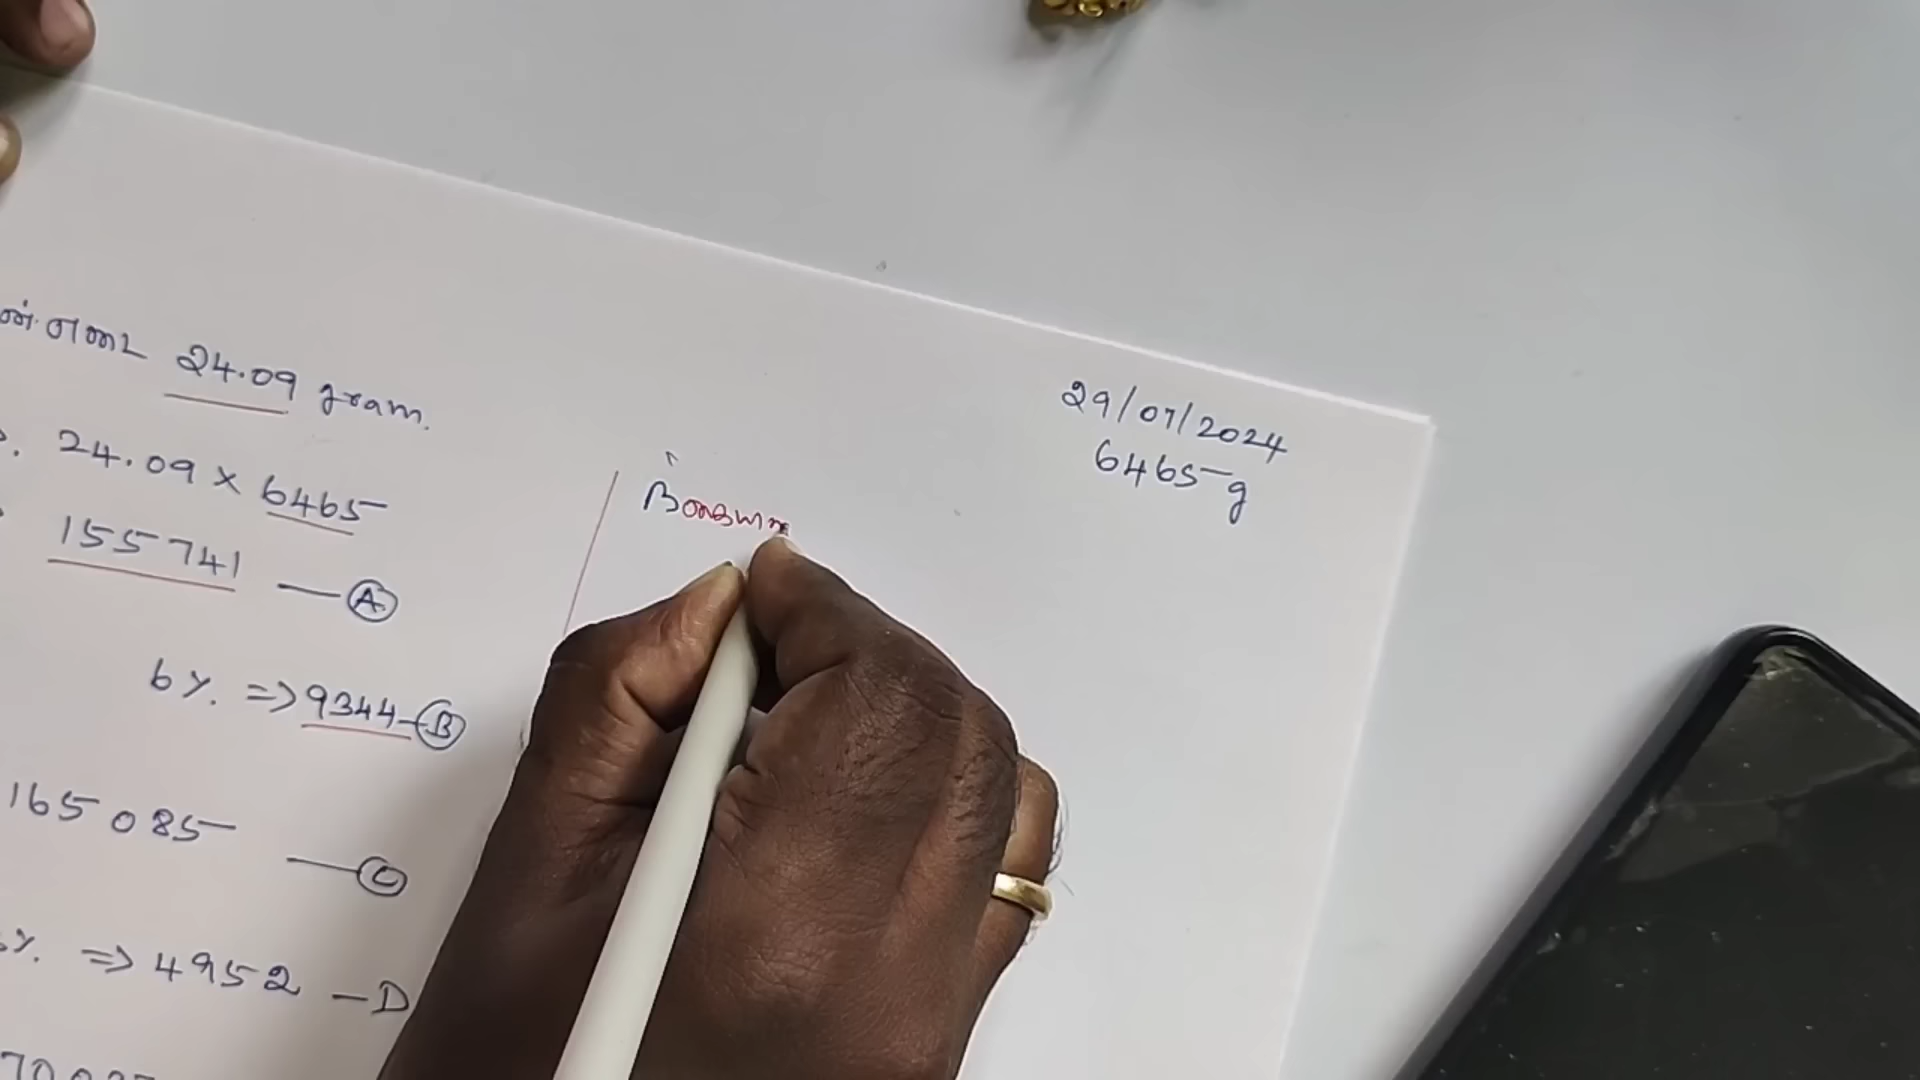 29/07/2024
6465 g
24.09 gram.
24.09 x 6465
155741 — A
6%. => 9344 - B
165085 — C
%. => 4952 - D